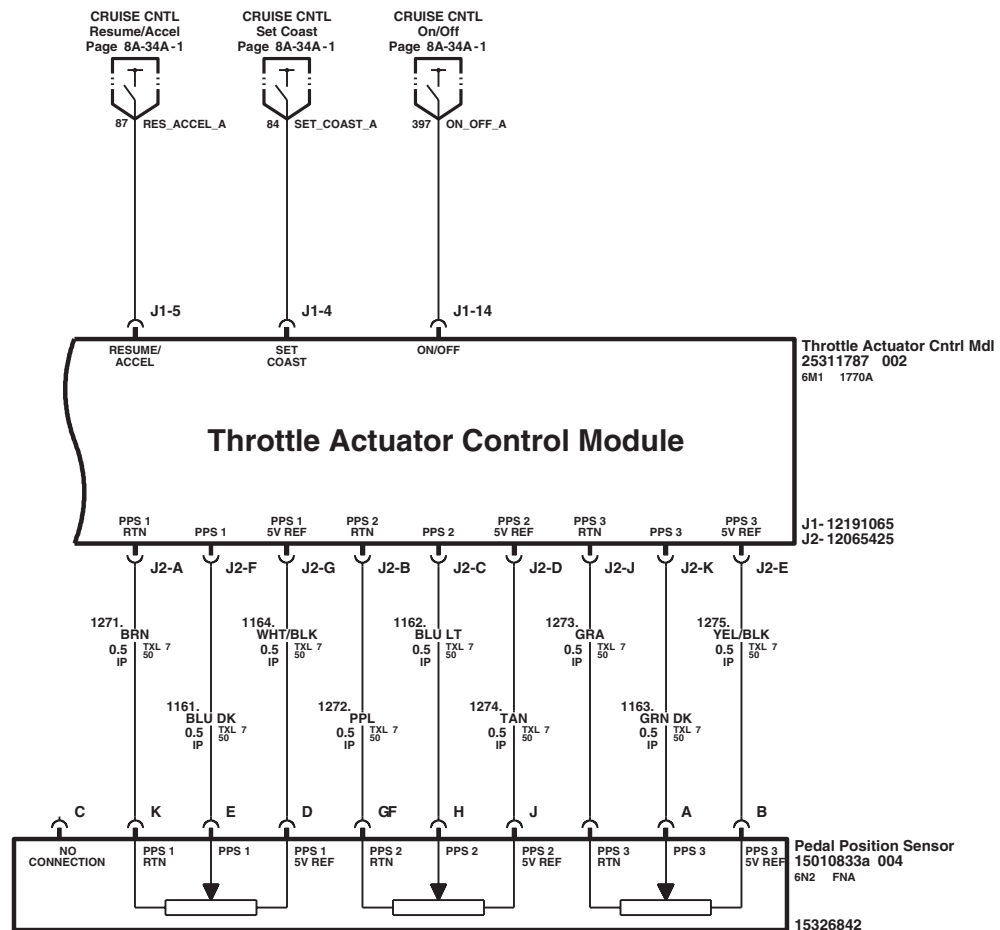 CRUISE CNTL
Resume/Accel
Page 8A-34A-1
CRUISE CNTL
Set Coast
Page 8A-34A-1
CRUISE CNTL
On/Off
Page 8A-34A-1
87 RES_ACCEL_A
84 SET_COAST_A
397 ON_OFF_A
J1-5
J1-4
J1-14
RESUME/
ACCEL
SET
COAST
ON/OFF
Throttle Actuator Cntrl Mdl
25311787 002
6M1 1770A
Throttle Actuator Control Module
PPS 1
RTN
PPS 1
PPS 1
5V REF
PPS 2
RTN
PPS 2
PPS 2
5V REF
PPS 3
RTN
PPS 3
PPS 3
5V REF
J1- 12191065
J2- 12065425
J2-A
J2-F
J2-G
J2-B
J2-C
J2-D
J2-J
J2-K
J2-E
1271.
BRN
0.5 TXL 7
IP 50
1164.
WHT/BLK
0.5 TXL 7
IP 50
1162.
BLU LT
0.5 TXL 7
IP 50
1273.
GRA
0.5 TXL 7
IP 50
1275.
YEL/BLK
0.5 TXL 7
IP 50
1161.
BLU DK
0.5 TXL 7
IP 50
1272.
PPL
0.5 TXL 7
IP 50
1274.
TAN
0.5 TXL 7
IP 50
1163.
GRN DK
0.5 TXL 7
IP 50
C
K
E
D
GF
H
J
A
B
NO
CONNECTION
PPS 1
RTN
PPS 1
PPS 1
5V REF
PPS 2
RTN
PPS 2
PPS 2
5V REF
PPS 3
RTN
PPS 3
PPS 3
5V REF
Pedal Position Sensor
15010833a 004
6N2 FNA
15326842